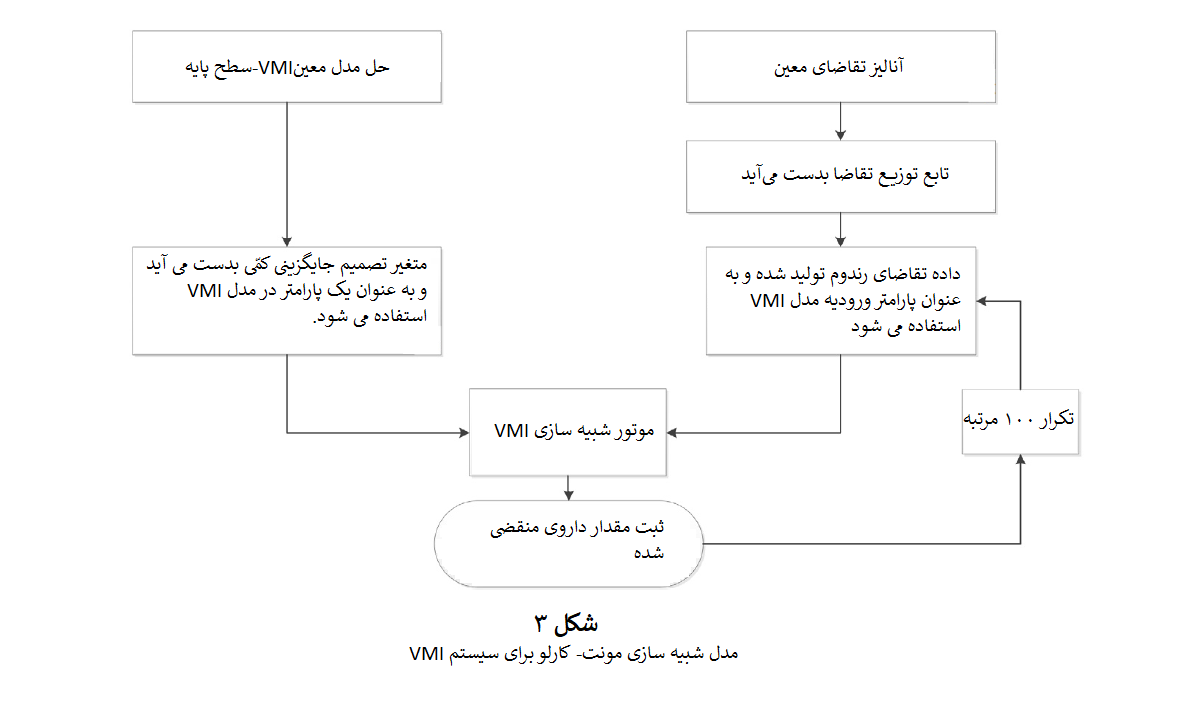 آنالیز تقاضای معین
تابع توزیع تقاضا بدست می‌آید
داده تقاضای رندوم تولید شده و به
عنوان پارامتر ورودیه مدل VMI
استفاده می شود
حل مدل معینVMI-سطح پایه
متغیر تصمیم جایگزینی کمّی بدست می آید
و به عنوان یک پارامتر در مدل VMI
استفاده می شود.
موتور شبیه سازی VMI
ثبت مقدار داروی منقضی
شده
تکرار ۱۰۰ مرتبه
شکل ۳
مدل شبیه سازی مونت- کارلو برای سیستم VMI